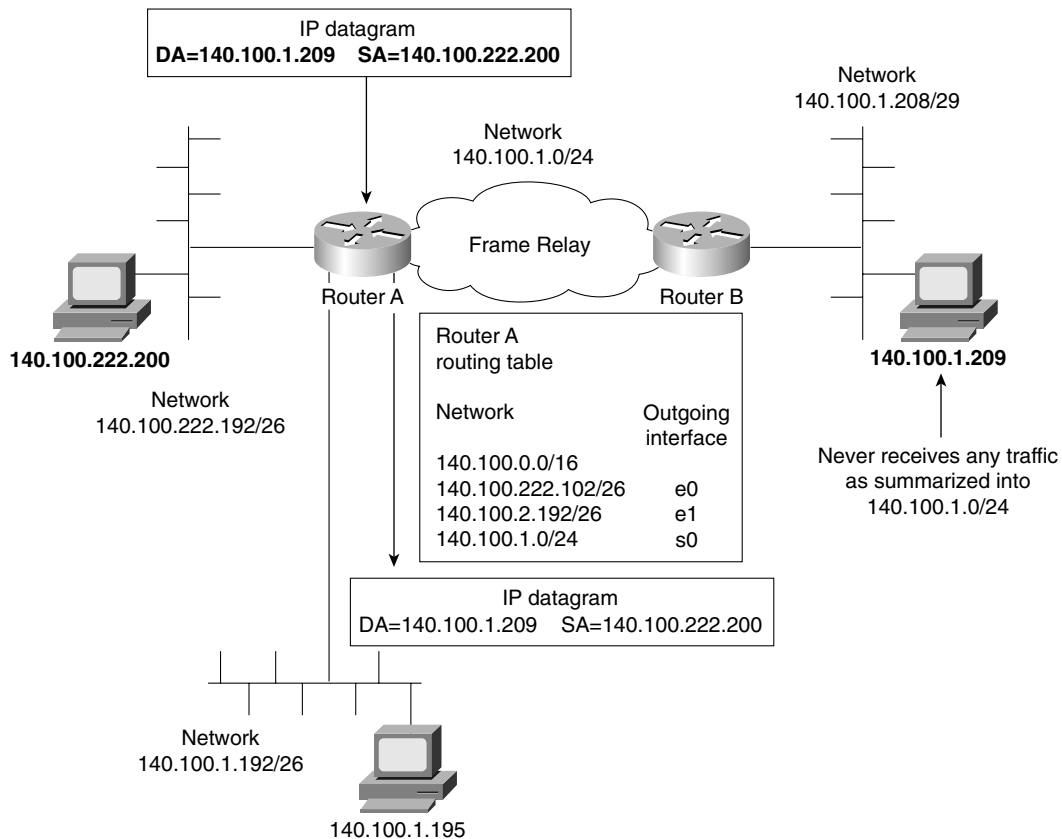 IP datagram
DA=140.100.1.209 SA=140.100.222.200
Network
140.100.1.208/29
Network
140.100.1.0/24
Frame Relay
Router A
Router B
140.100.222.200
140.100.1.209
Network
140.100.222.192/26
Router A
routing table
Network Outgoing
interface
140.100.0.0/16
140.100.222.102/26 e0
140.100.2.192/26 e1
140.100.1.0/24 s0
Never receives any traffic
as summarized into
140.100.1.0/24
IP datagram
DA=140.100.1.209 SA=140.100.222.200
Network
140.100.1.192/26
140.100.1.195